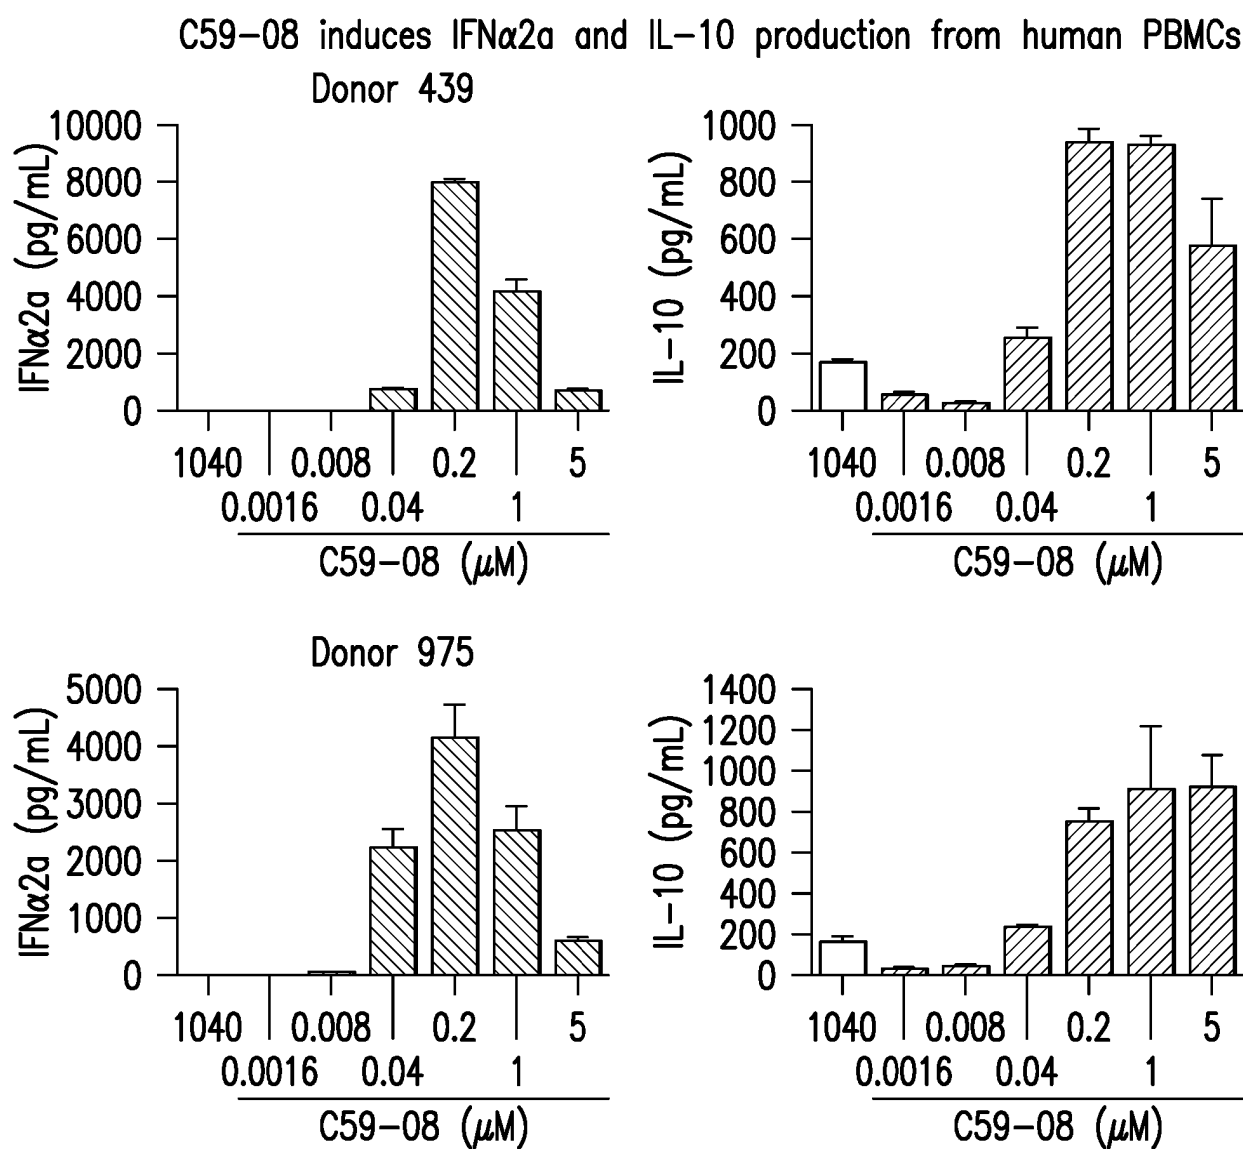 C59-08 induces IFNα2a and IL-10 production from human PBMCs
Donor 439
IFNα2a (pg/mL)
10000
8000
6000
4000
2000
0
1040 0.008 0.2 5
0.0016 0.04 1
C59-08 (μM)
IL-10 (pg/mL)
1000
800
600
400
200
0
1040 0.008 0.2 5
0.0016 0.04 1
C59-08 (μM)
Donor 975
IFNα2a (pg/mL)
5000
4000
3000
2000
1000
0
1040 0.008 0.2 5
0.0016 0.04 1
C59-08 (μM)
IL-10 (pg/mL)
1400
1200
1000
800
600
400
200
0
1040 0.008 0.2 5
0.0016 0.04 1
C59-08 (μM)